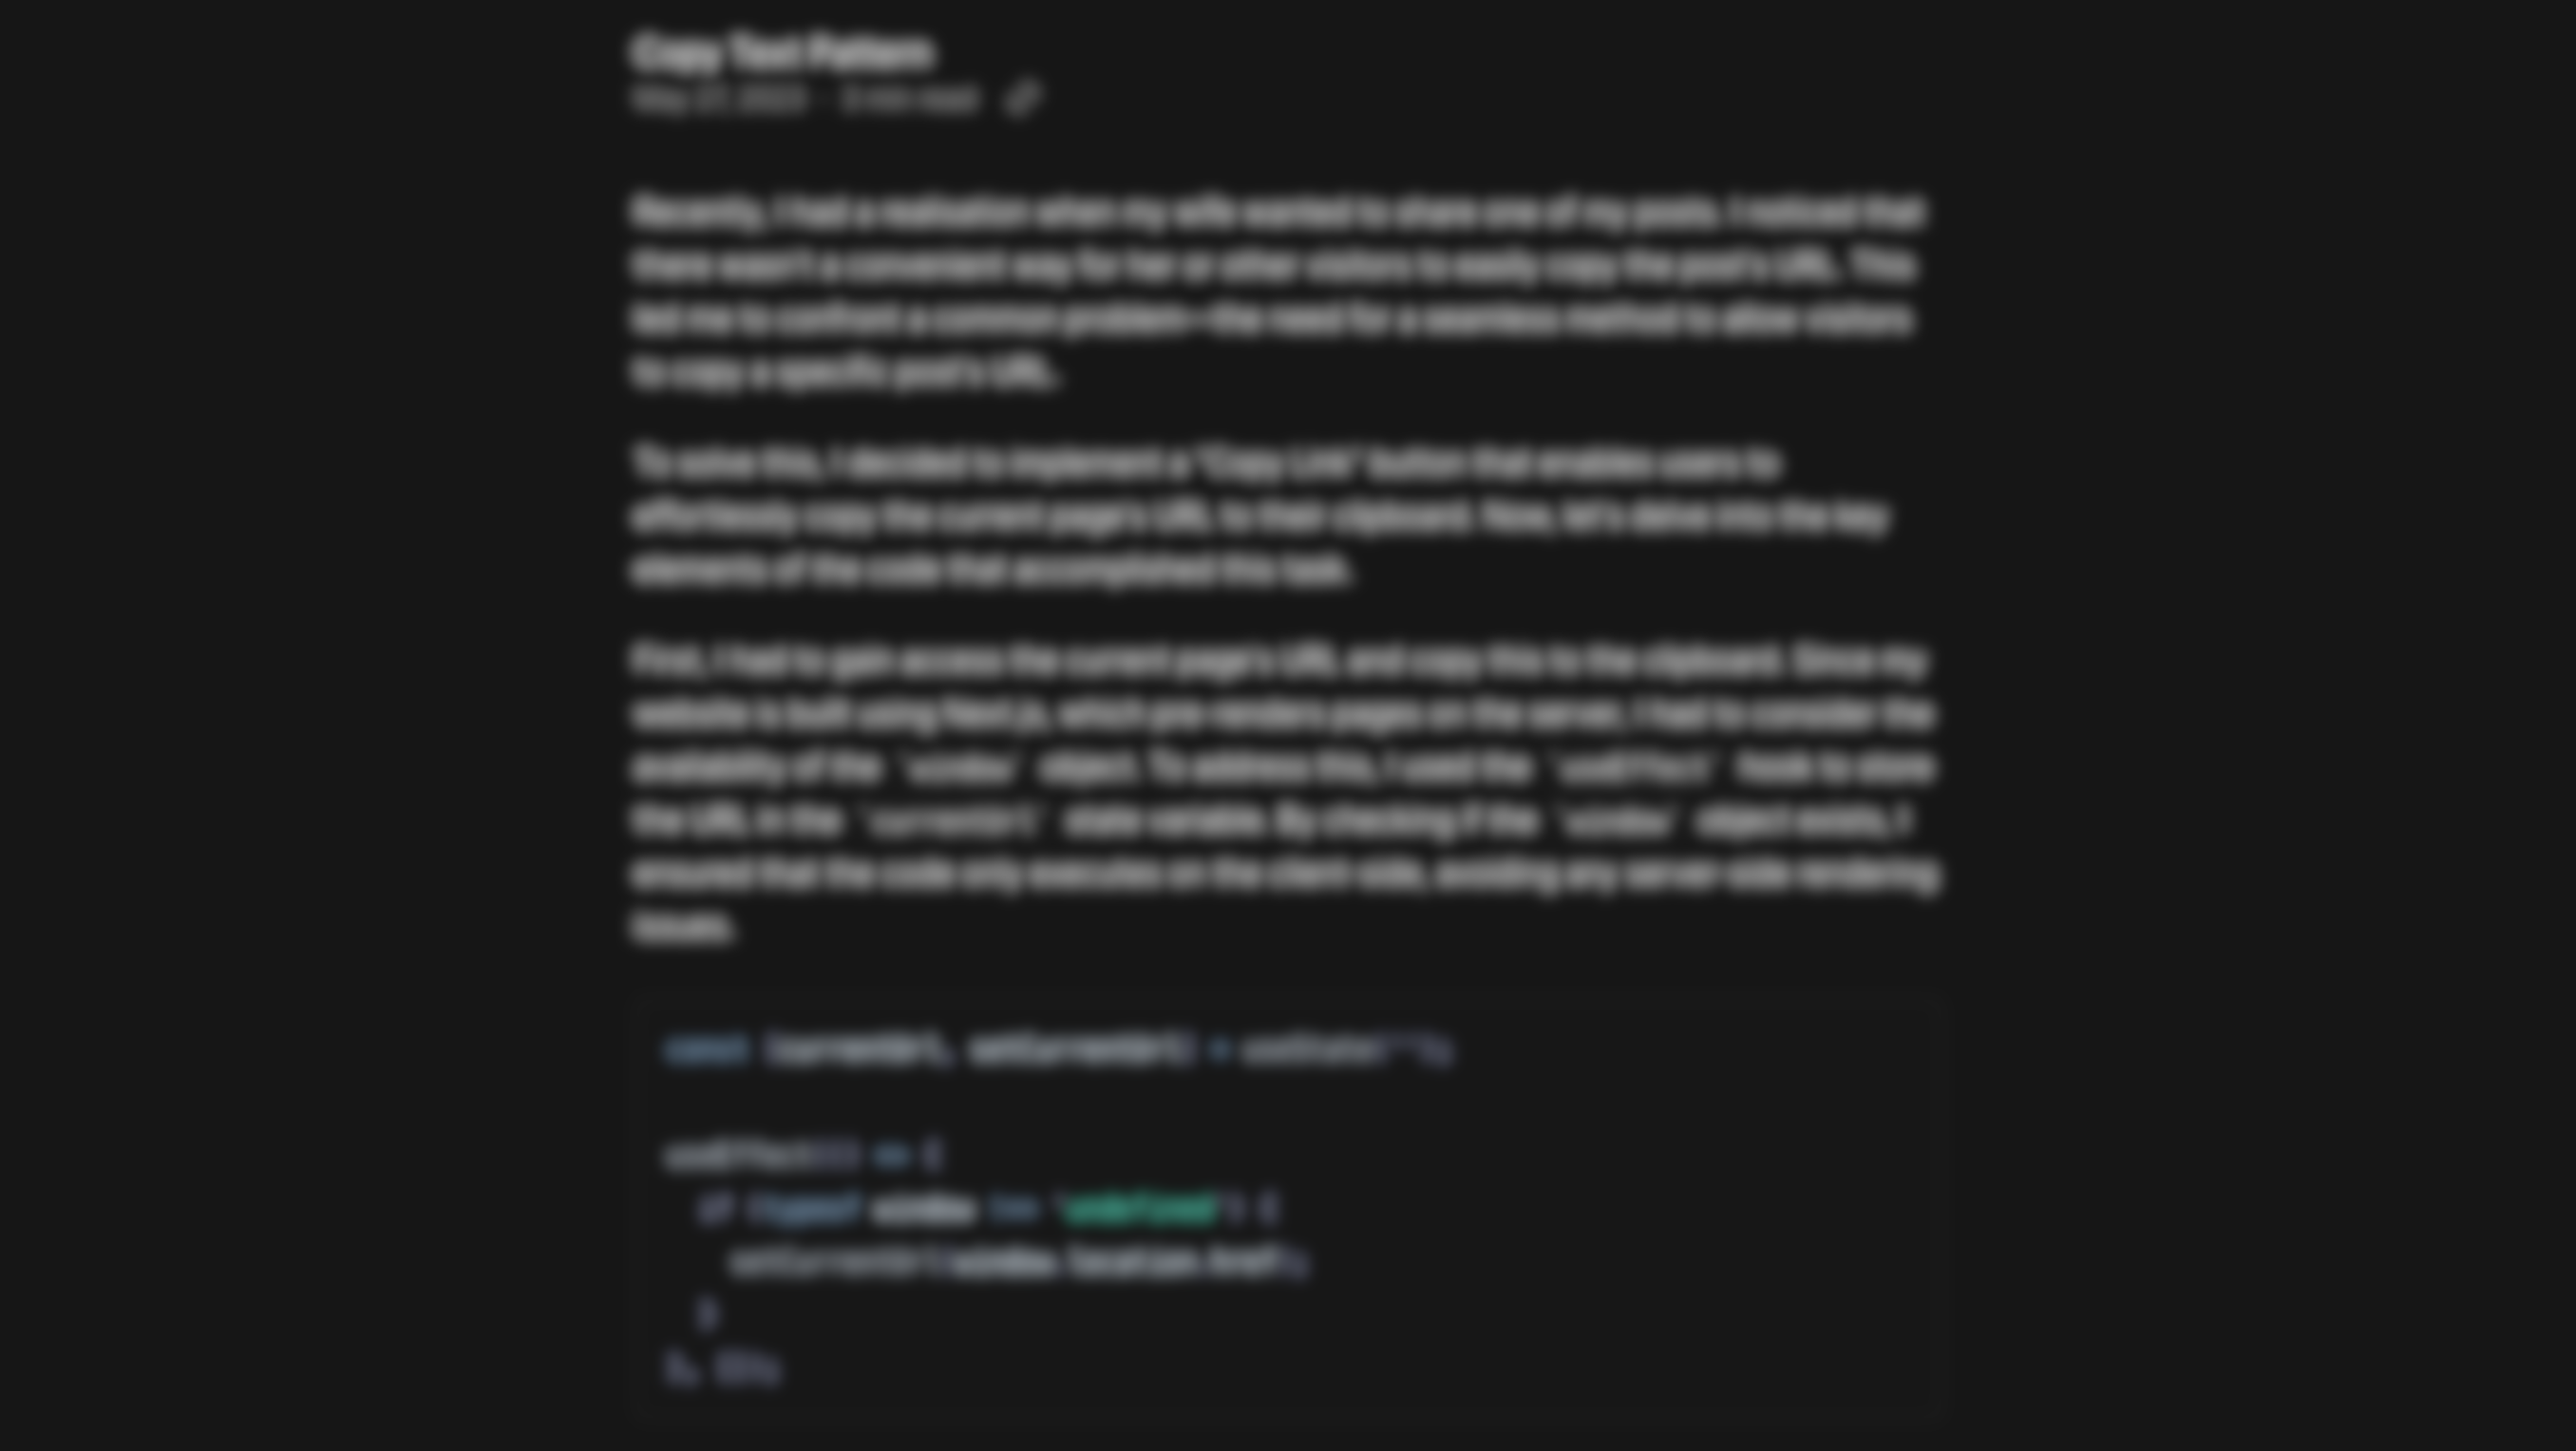 Copy Text Pattern
May 27, 2023 · 3 min read
Recently, I had a realisation when my wife wanted to share one of my posts. I noticed that
there wasn't a convenient way for her or other visitors to easily copy the post's URL. This
led me to confront a common problem—the need for a seamless method to allow visitors
to copy a specific post's URL.
To solve this, I decided to implement a "Copy Link" button that enables users to
effortlessly copy the current page's URL to their clipboard. Now, let's delve into the key
elements of the code that accomplished this task.
First, I had to gain access the current page's URL and copy this to the clipboard. Since my
website is built using Next.js, which pre-renders pages on the server, I had to consider the
availability of the `window` object. To address this, I used the `useEffect` hook to store
the URL in the `currentUrl` state variable. By checking if the `window` object exists, I
ensured that the code only executes on the client-side, avoiding any server-side rendering
issues.
const [currentUrl, setCurrentUrl] = useState("");
useEffect(() => {
if (typeof window !== "undefined") {
setCurrentUrl(window.location.href);
}
}, []);